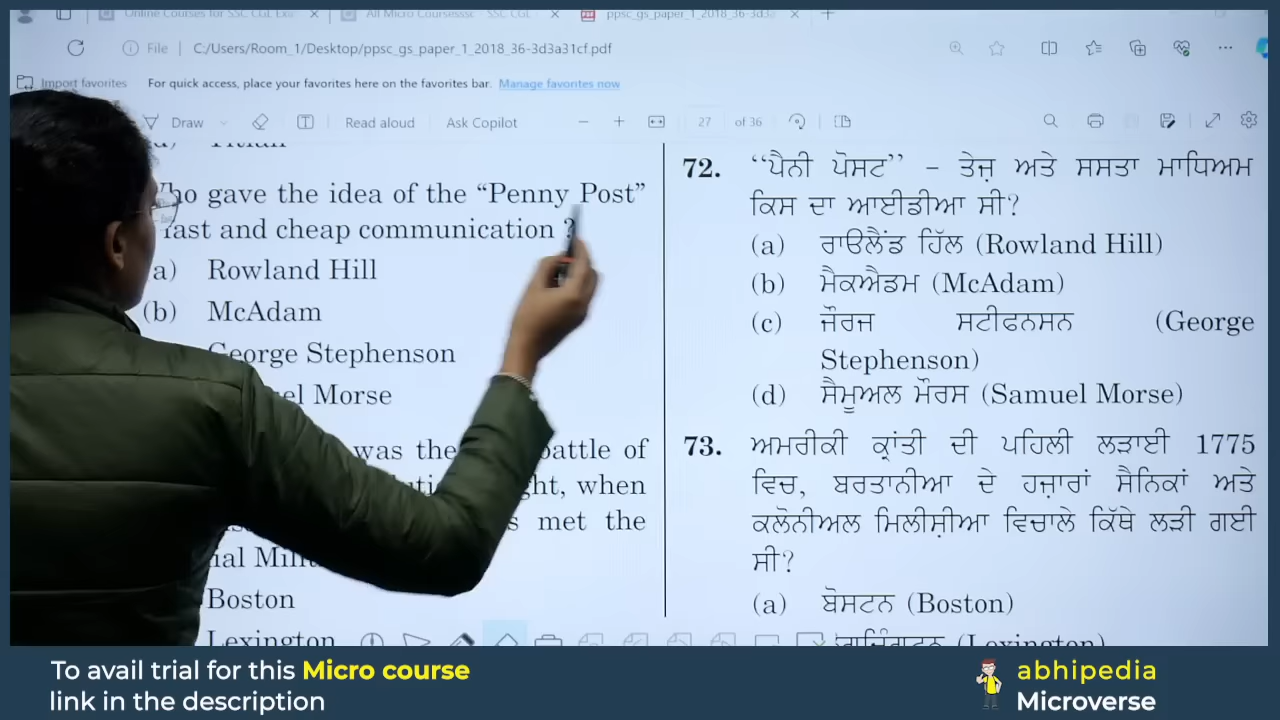 Online Courses for SSC CGL Exa
All Micro Coursesssc - SSC CGL
ppsc_gs_paper_1_2018_36-3d3a
File | C:/Users/Room_1/Desktop/ppsc_gs_paper_1_2018_36-3d3a31cf.pdf
Import favorites For quick access, place your favorites here on the favorites bar. Manage favorites now
Draw Read aloud Ask Copilot 27 of 36
gave the idea of the “Penny Post”
fast and cheap communication ?
a) Rowland Hill
(b) McAdam
George Stephenson
Morse
was the battle of
when
met the
Boston
Lexington
72. “ਪੈਨੀ ਪੋਸਟ” – ਤੇਜ਼ ਅਤੇ ਸਸਤਾ ਮਾਧਿਅਮ
ਕਿਸ ਦਾ ਆਈਡੀਆ ਸੀ?
(a) ਰਾਓਲੈਂਡ ਹਿੱਲ (Rowland Hill)
(b) ਮੈਕਐਡਮ (McAdam)
(c) ਜੌਰਜ ਸਟੀਫਨਸਨ (George
Stephenson)
(d) ਸੈਮੂਅਲ ਮੌਰਸ (Samuel Morse)
73. ਅਮਰੀਕੀ ਕ੍ਰਾਂਤੀ ਦੀ ਪਹਿਲੀ ਲੜਾਈ 1775
ਵਿਚ, ਬਰਤਾਨੀਆ ਦੇ ਹਜ਼ਾਰਾਂ ਸੈਨਿਕਾਂ ਅਤੇ
ਕਲੋਨੀਅਲ ਮਿਲੀਸ਼ੀਆ ਵਿਚਾਲੇ ਕਿੱਥੇ ਲੜੀ ਗਈ
ਸੀ?
(a) ਬੋਸਟਨ (Boston)
(Lexington)
To avail trial for this Micro course
link in the description
abhipedia
Microverse